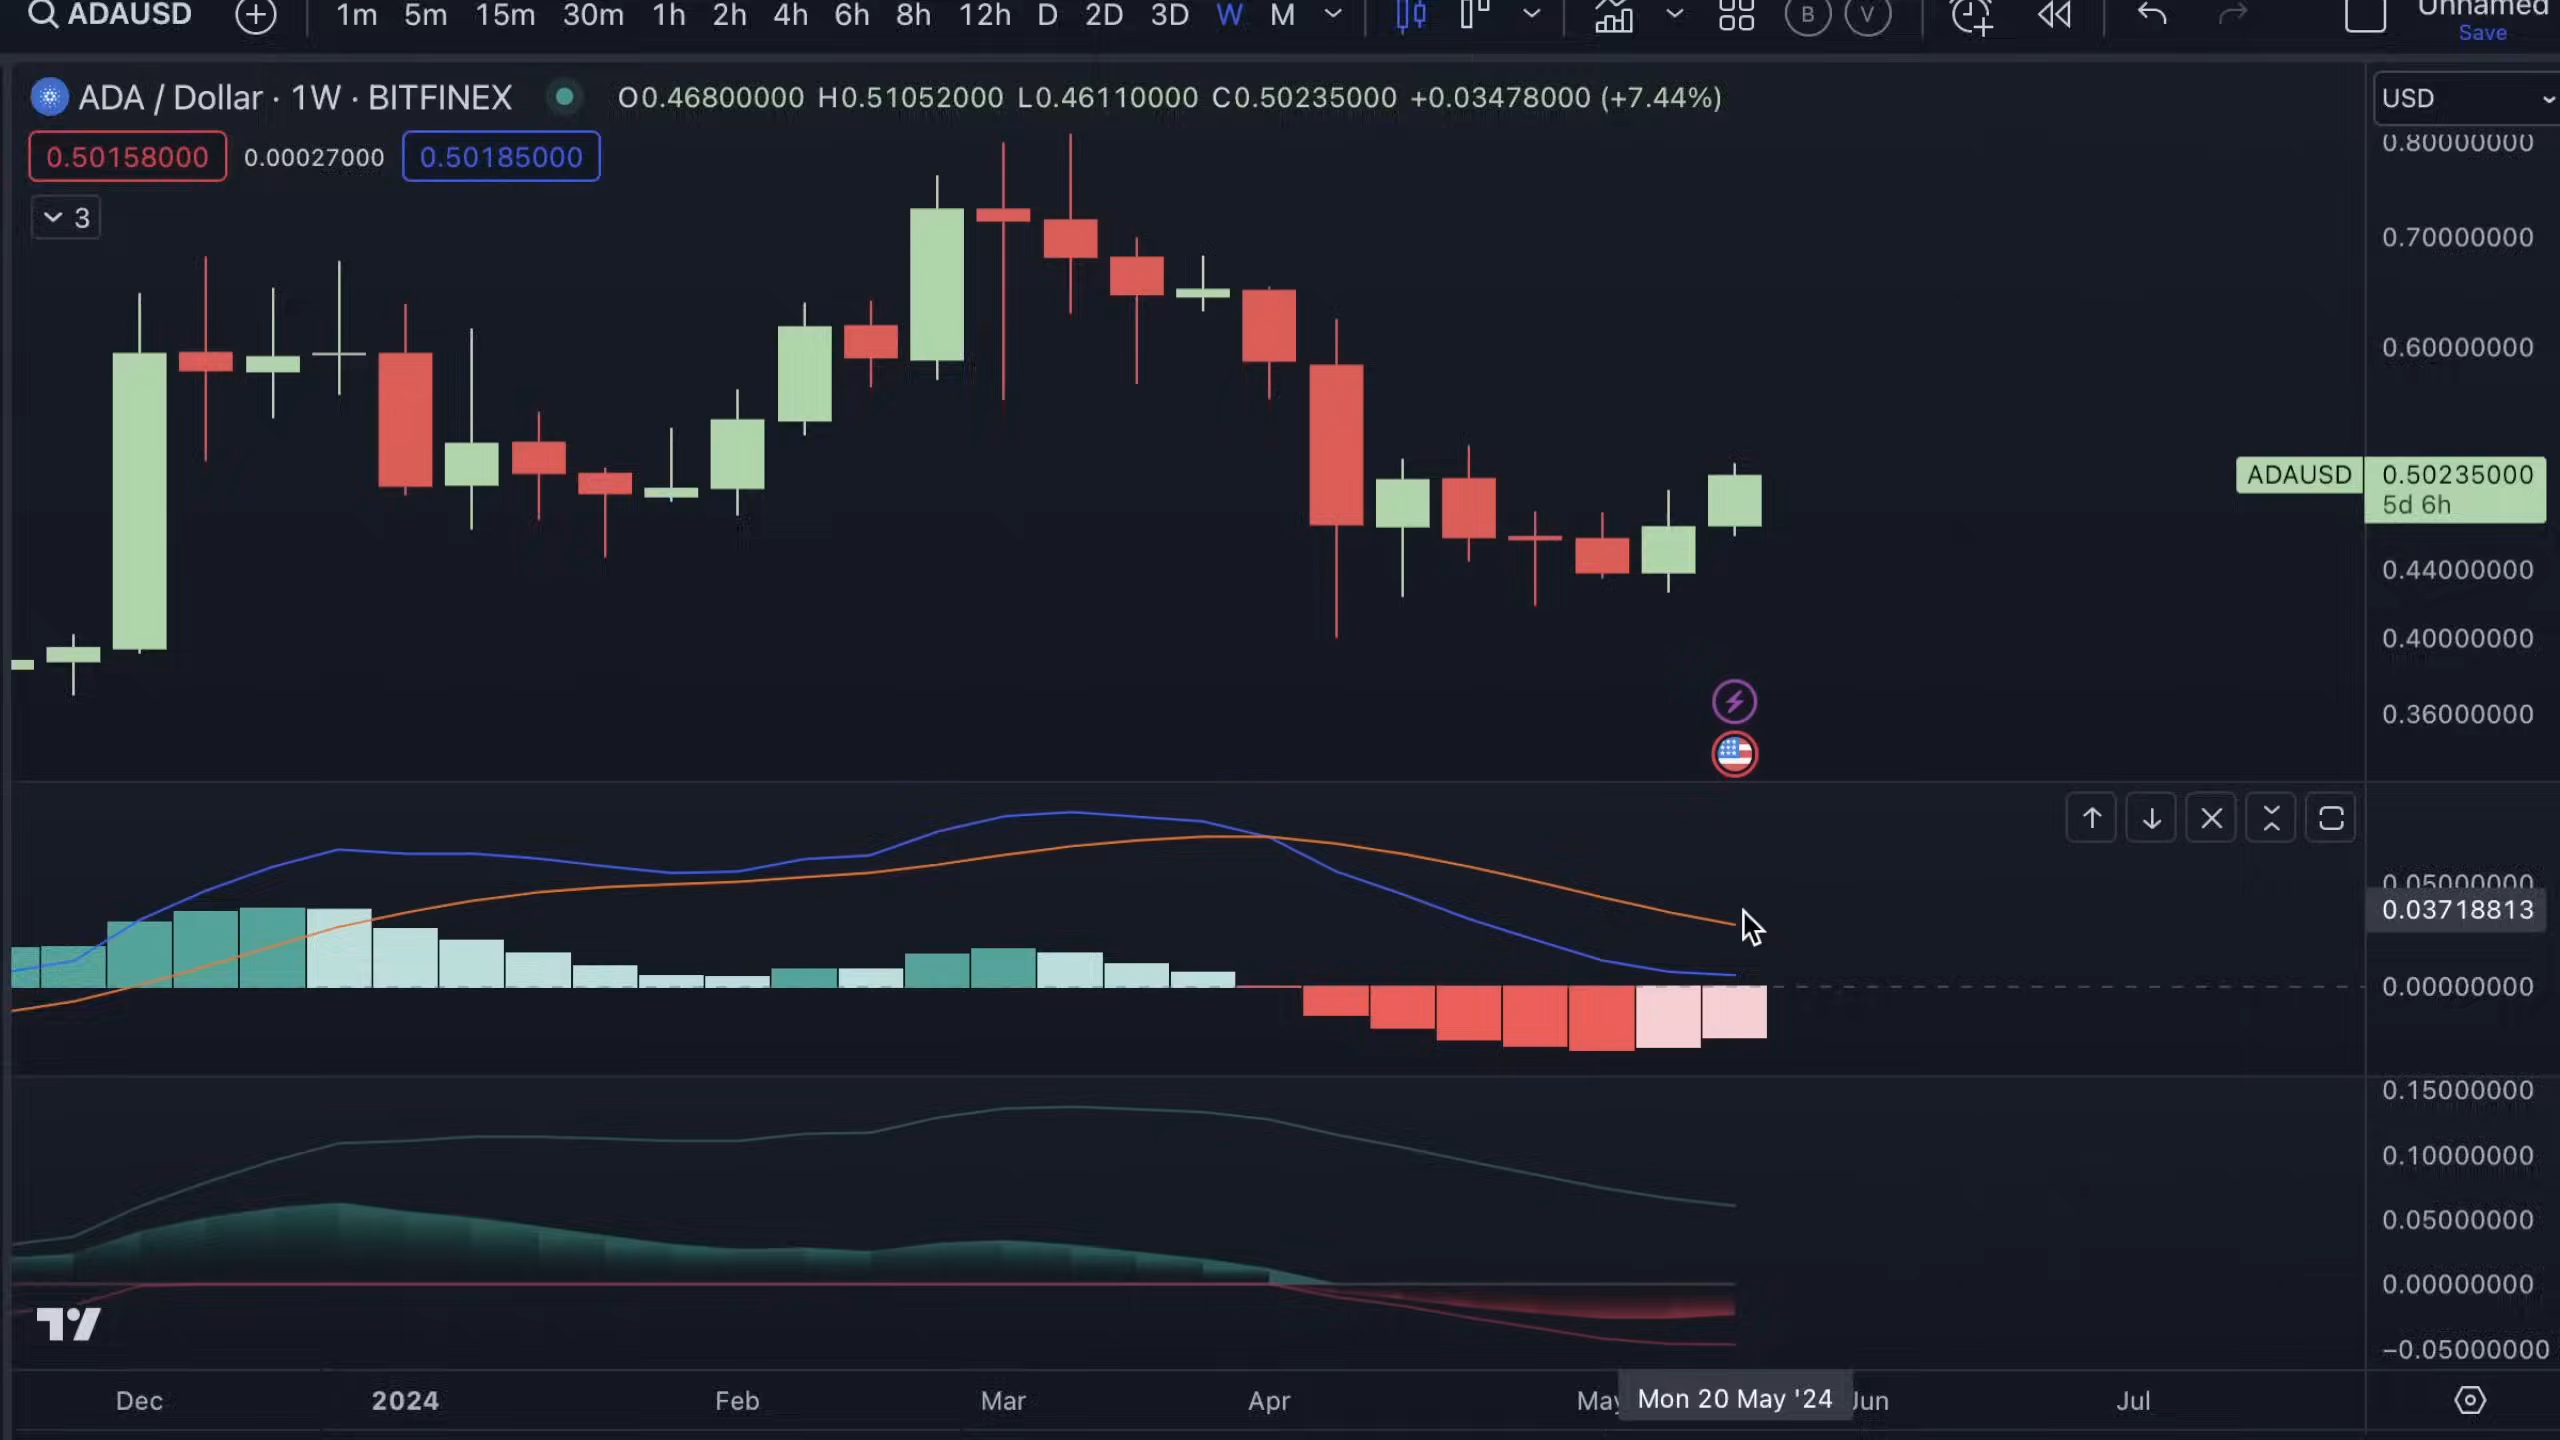 ADAUSD 1m 5m 15m 30m 1h 2h 4h 6h 8h 12h D 2D 3D W M B V Unnamed
Save
ADA / Dollar · 1W · BITFINEX O0.46800000 H0.51052000 L0.46110000 C0.50235000 +0.03478000 (+7.44%) USD
0.50158000 0.00027000 0.50185000
3
0.80000000
0.70000000
0.60000000
ADAUSD 0.50235000
5d 6h
0.44000000
0.40000000
0.36000000
0.05000000
0.03718813
0.00000000
0.15000000
0.10000000
0.05000000
0.00000000
−0.05000000
Dec 2024 Feb Mar Apr May Mon 20 May '24 Jun Jul